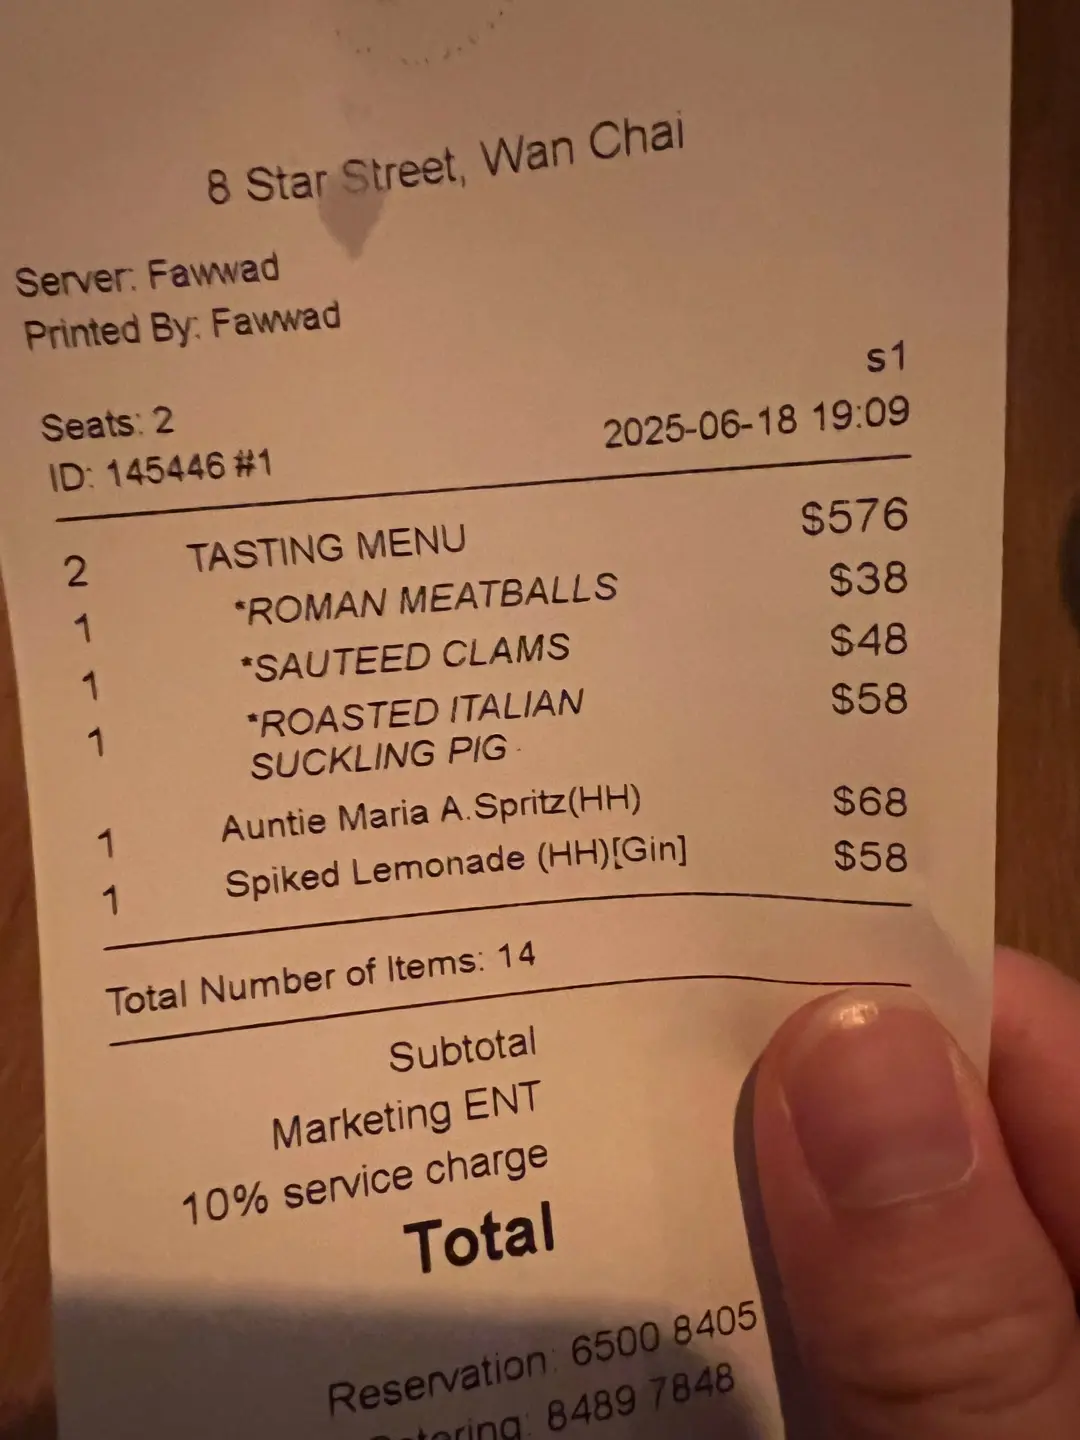 8 Star Street, Wan Chai
Server: Fawwad
Printed By: Fawwad
s1
Seats: 2
2025-06-18 19:09
ID: 145446 #1
2 TASTING MENU $576
1 *ROMAN MEATBALLS $38
1 *SAUTEED CLAMS $48
1 *ROASTED ITALIAN $58
SUCKLING PIG
1 Auntie Maria A.Spritz(HH) $68
1 Spiked Lemonade (HH)[Gin] $58
Total Number of Items: 14
Subtotal
Marketing ENT
10% service charge
Total
Reservation: 6500 8405
8489 7848